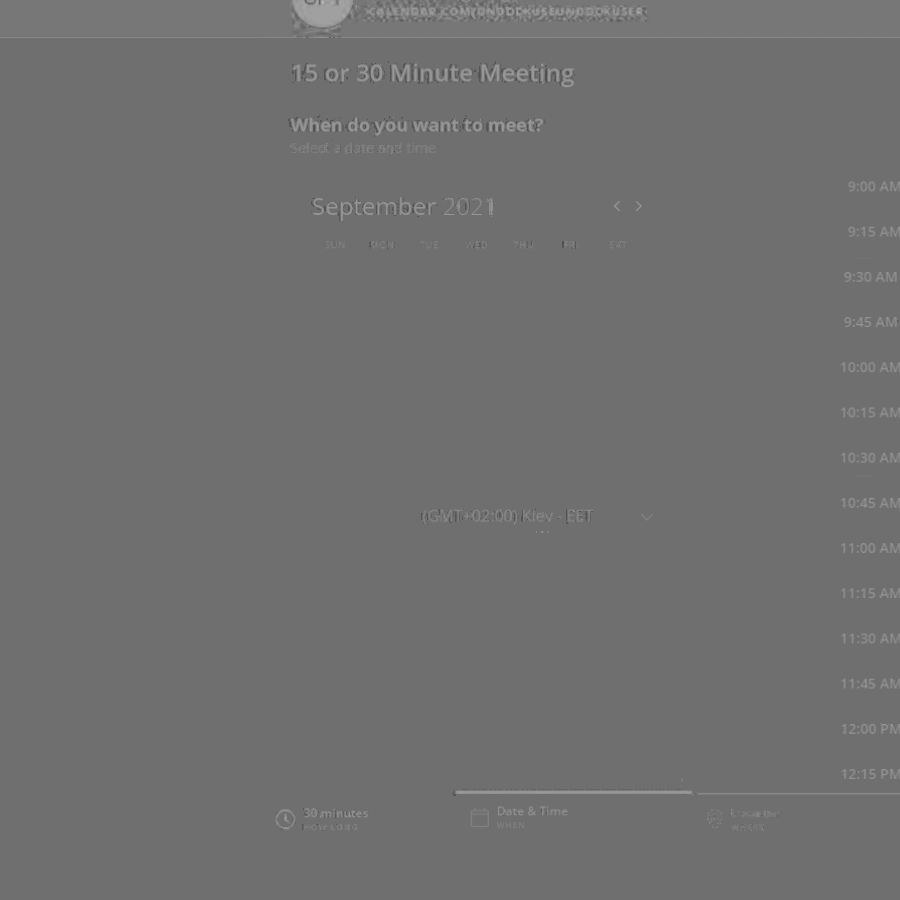 15 or 30 Minute Meeting
When do you want to meet?
Select a date and time
September 2021
SUN MON TUE WED THU FRI SAT
9:00 AM
9:15 AM
9:30 AM
9:45 AM
10:00 AM
10:15 AM
10:30 AM
10:45 AM
(GMT+02:00) Kiev - EET
11:00 AM
11:15 AM
11:30 AM
11:45 AM
12:00 PM
12:15 PM
30 minutes
HOW LONG
Date & Time
WHEN